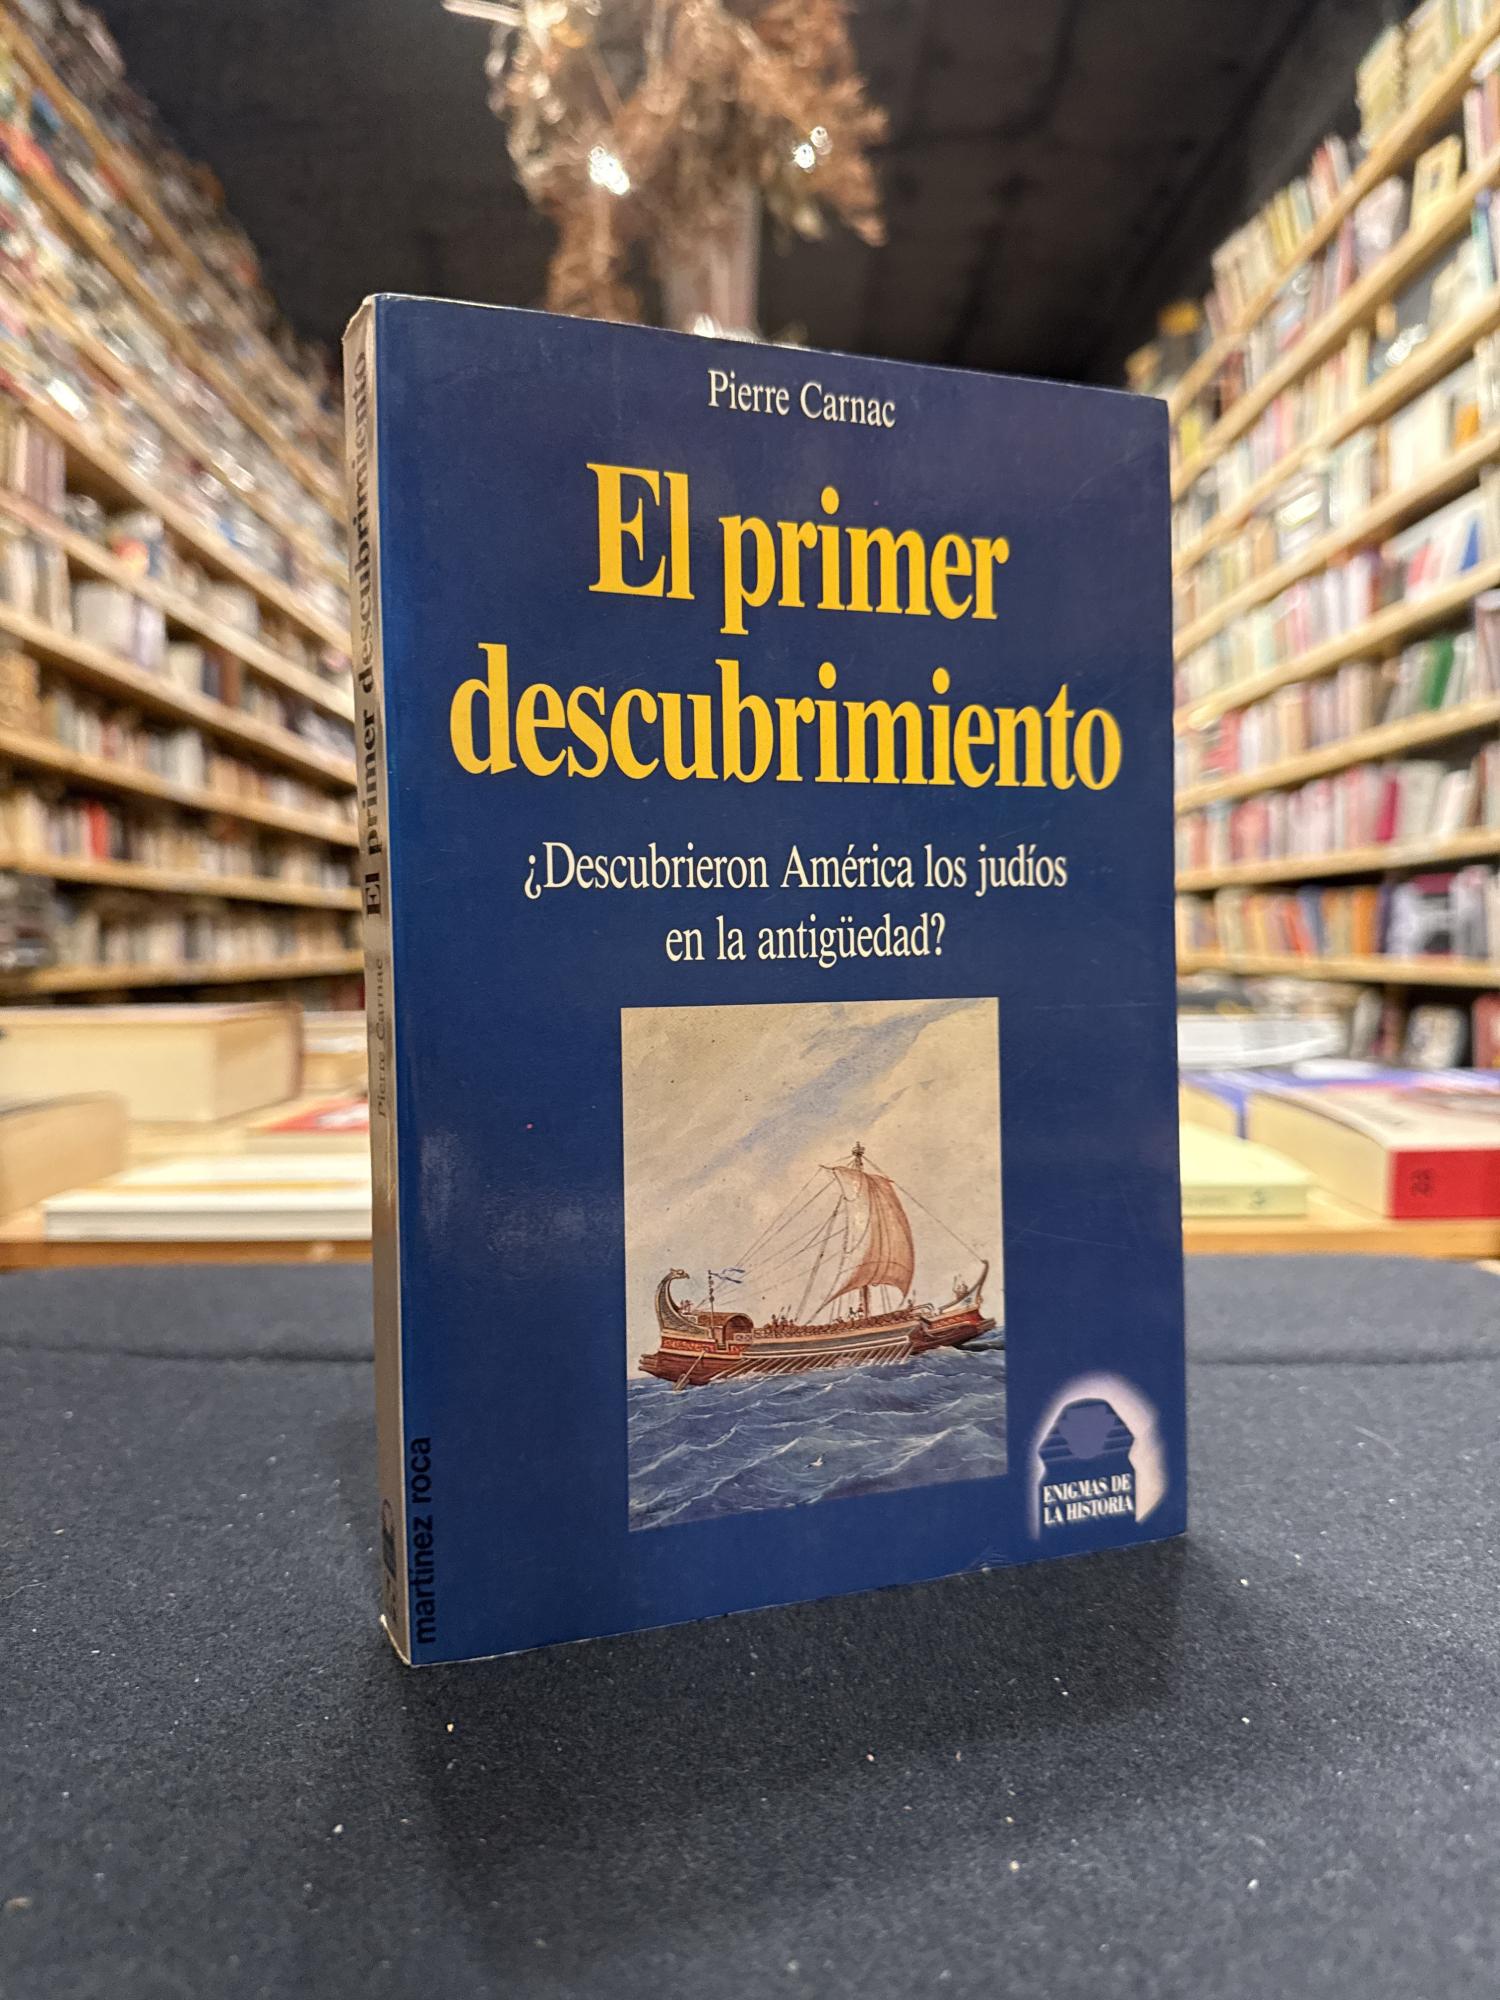 Pierre Carnac
El primer
descubrimiento
¿Descubrieron América los judíos
en la antigüedad?
ENIGMAS DE
LA HISTORIA
martínez roca
Pierre Carnac El primer descubrimiento